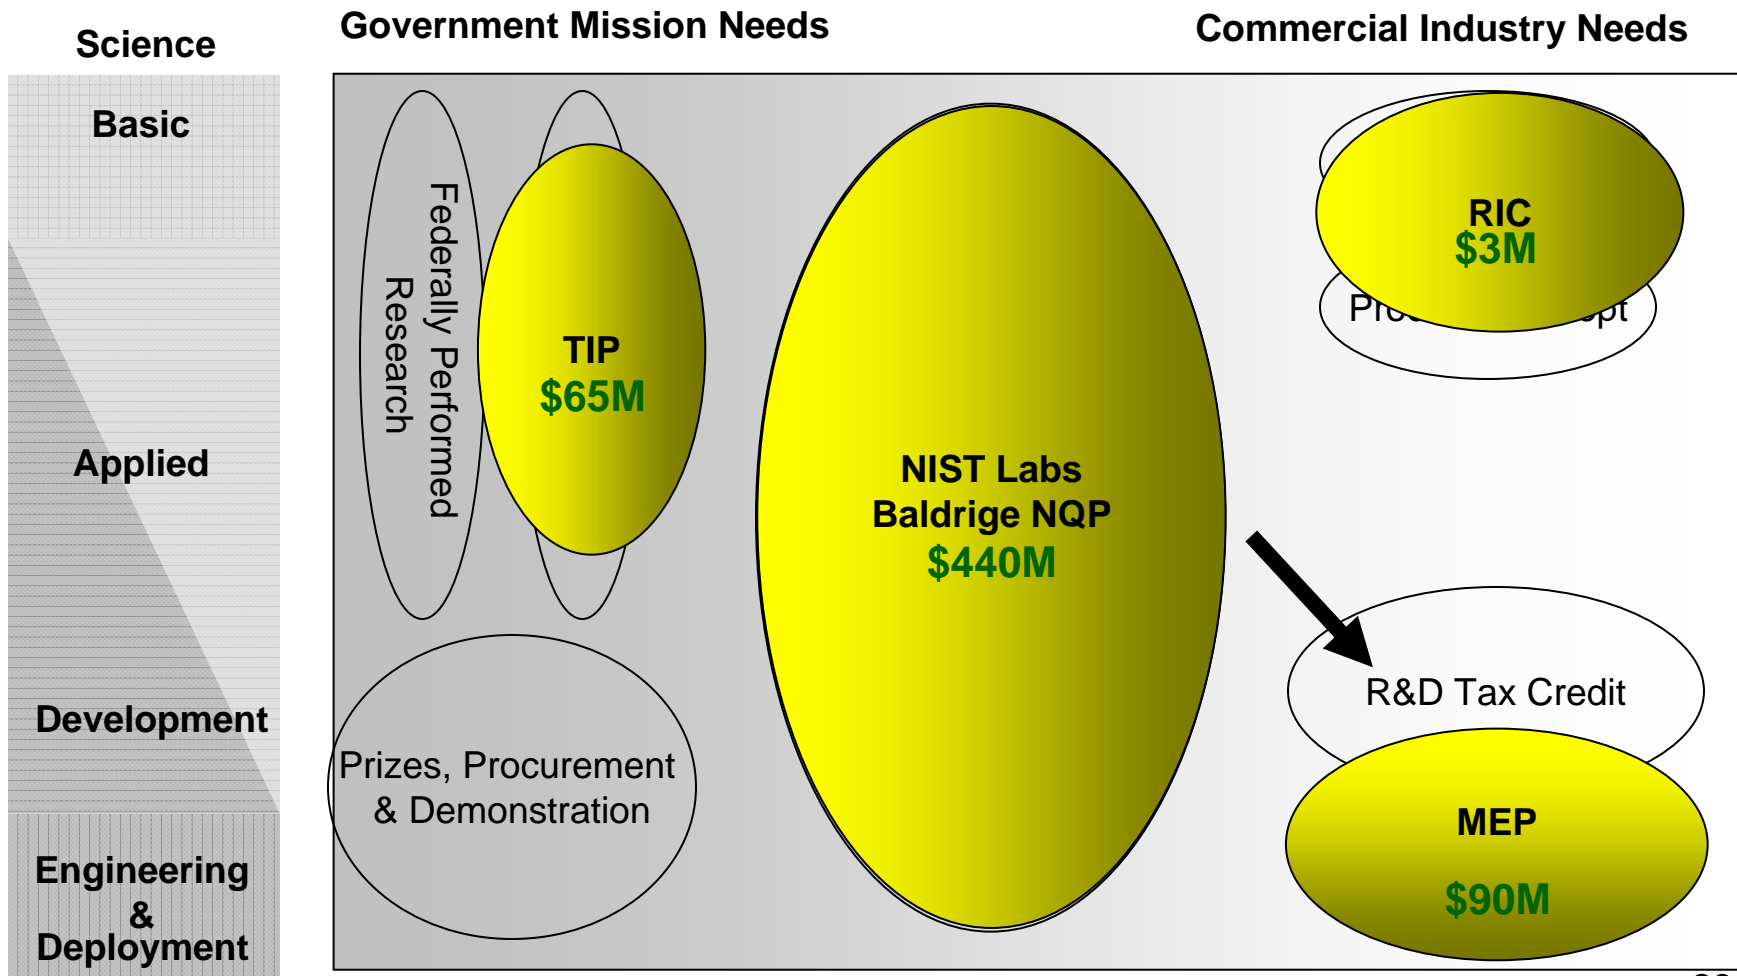 Science
Government Mission Needs
Commercial Industry Needs
Basic
Applied
Development
Engineering
&
Deployment
Federally Performed
Research
TIP
$65M
Prizes, Procurement
& Demonstration
NIST Labs
Baldrige NQP
$440M
RIC
$3M
R&D Tax Credit
MEP
$90M